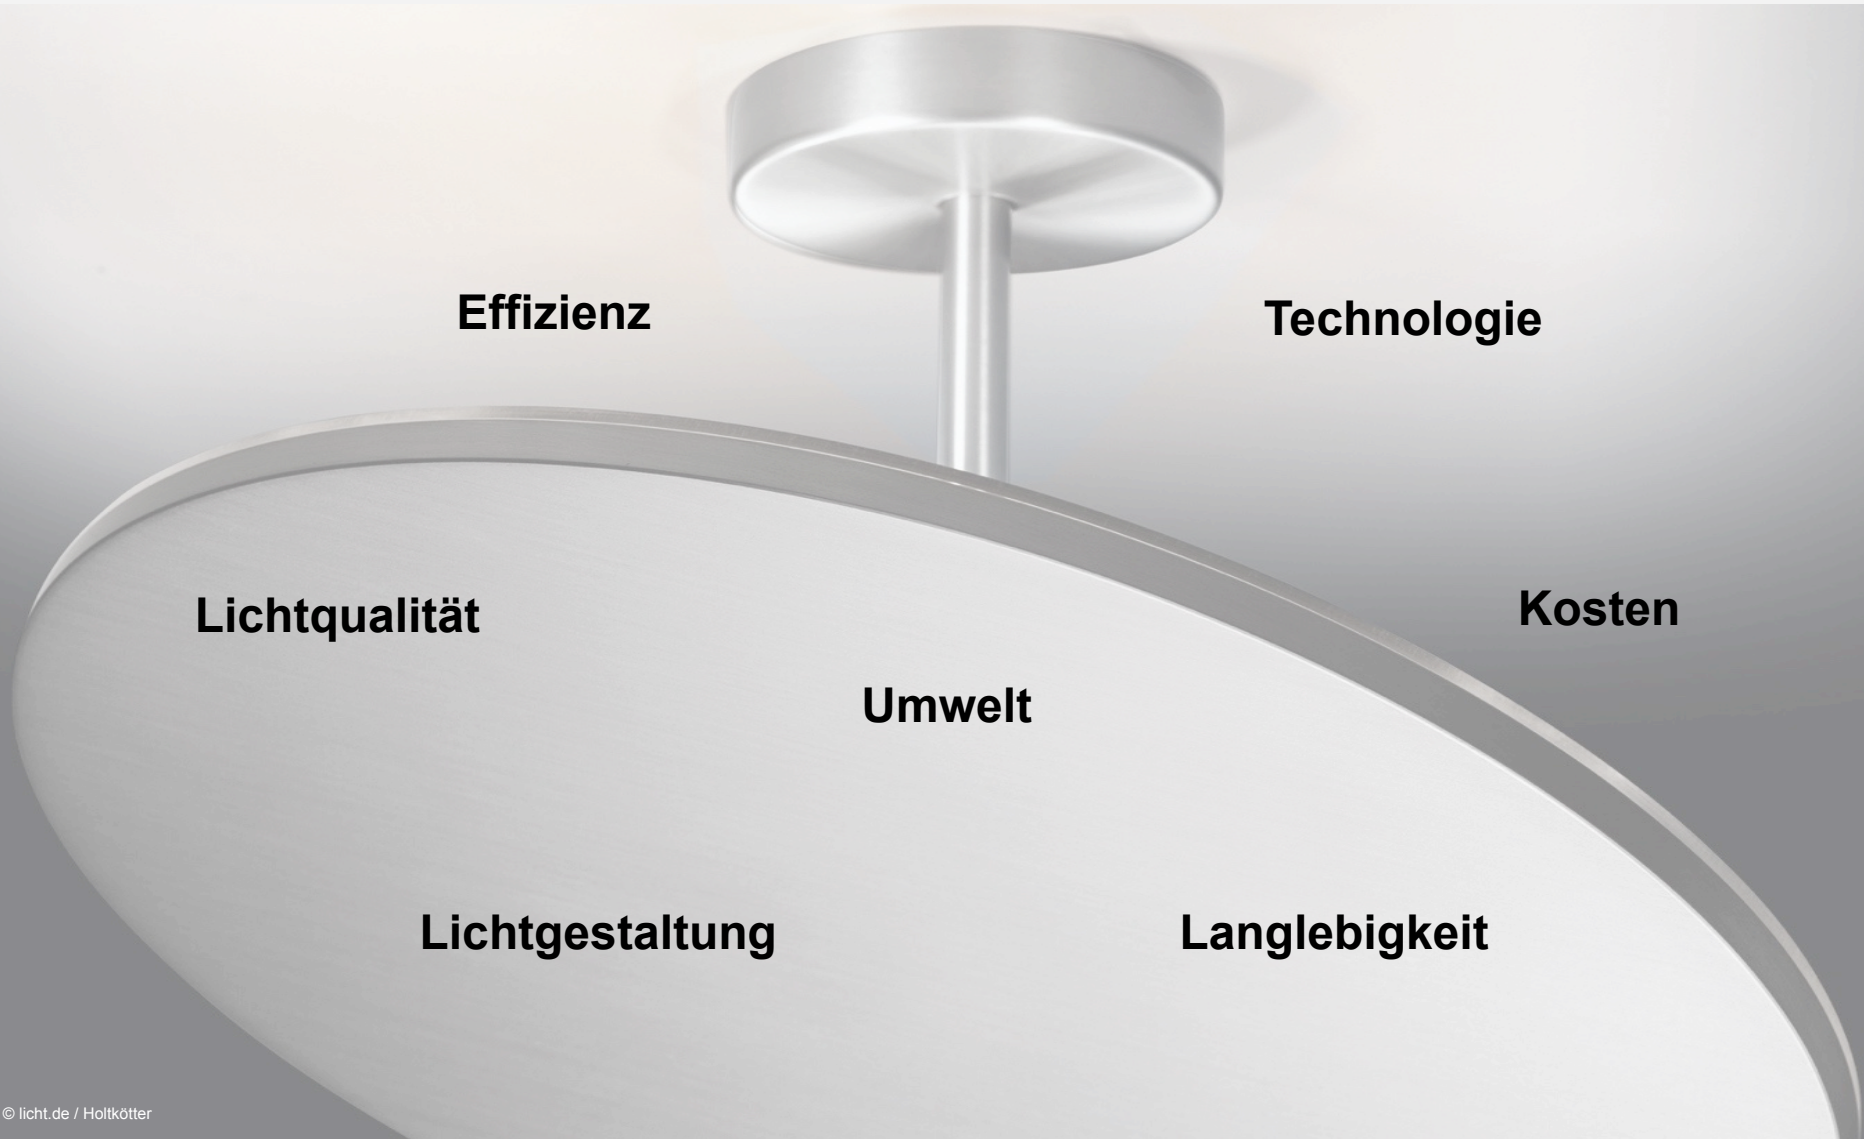 Effizienz
Technologie
Lichtqualität
Kosten
Umwelt
Lichtgestaltung
Langlebigkeit
© licht.de / Holtkötter